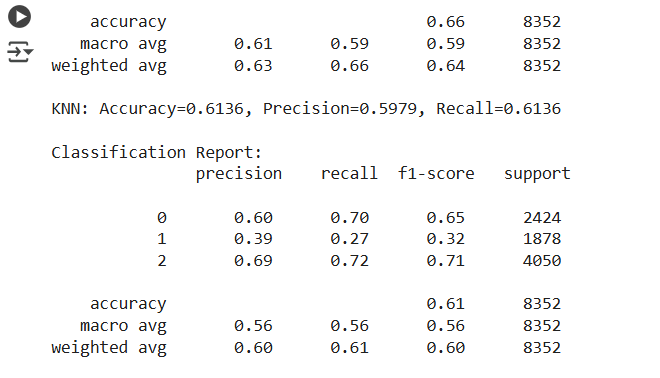 accuracy 0.66 8352
macro avg 0.61 0.59 0.59 8352
weighted avg 0.63 0.66 0.64 8352
KNN: Accuracy=0.6136, Precision=0.5979, Recall=0.6136
Classification Report:
precision recall f1-score support
0 0.60 0.70 0.65 2424
1 0.39 0.27 0.32 1878
2 0.69 0.72 0.71 4050
accuracy 0.61 8352
macro avg 0.56 0.56 0.56 8352
weighted avg 0.60 0.61 0.60 8352